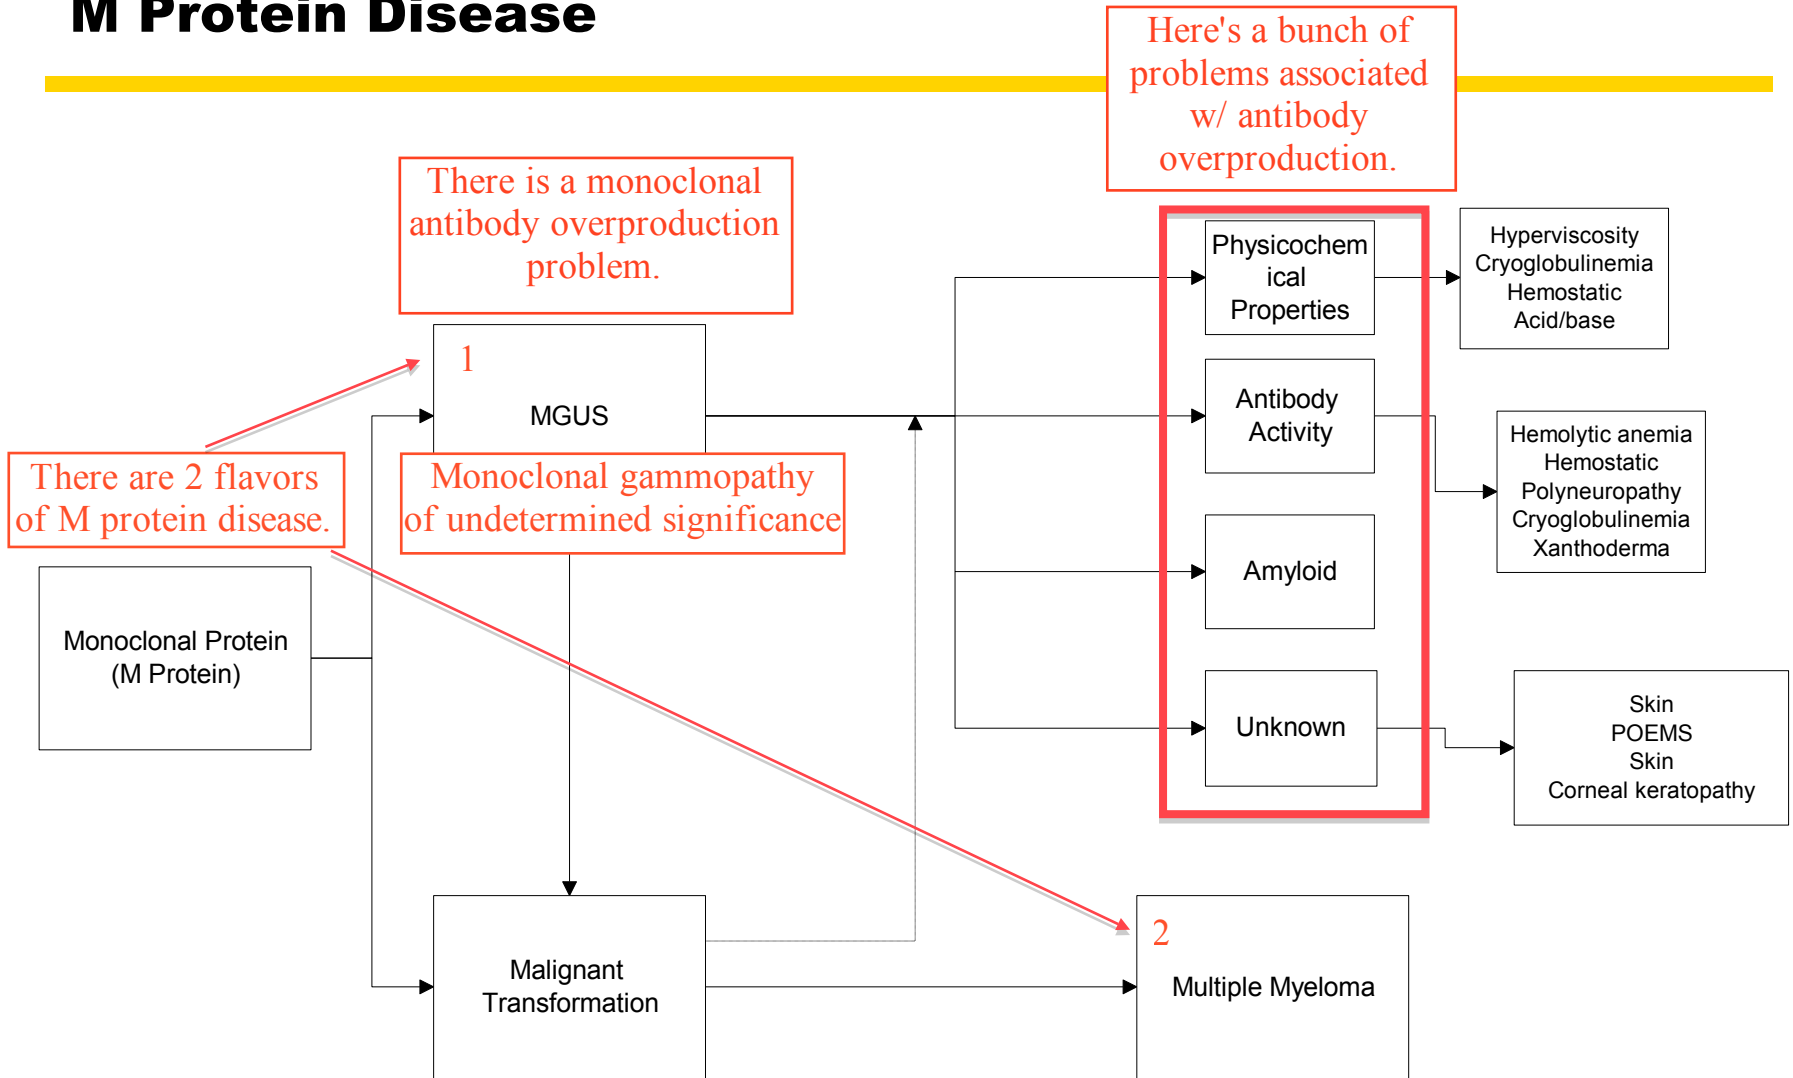 M Protein Disease
Here's a bunch of
problems associated
w/ antibody
overproduction.
There is a monoclonal
antibody overproduction
problem.
Physicochem
ical
Properties
Hyperviscosity
Cryoglobulinemia
Hemostatic
Acid/base
1
MGUS
Antibody
Activity
Hemolytic anemia
Hemostatic
Polyneuropathy
Cryoglobulinemia
Xanthoderma
There are 2 flavors
of M protein disease.
Monoclonal gammopathy
of undetermined significance
Amyloid
Monoclonal Protein
(M Protein)
Unknown
Skin
POEMS
Skin
Corneal keratopathy
Malignant
Transformation
2
Multiple Myeloma